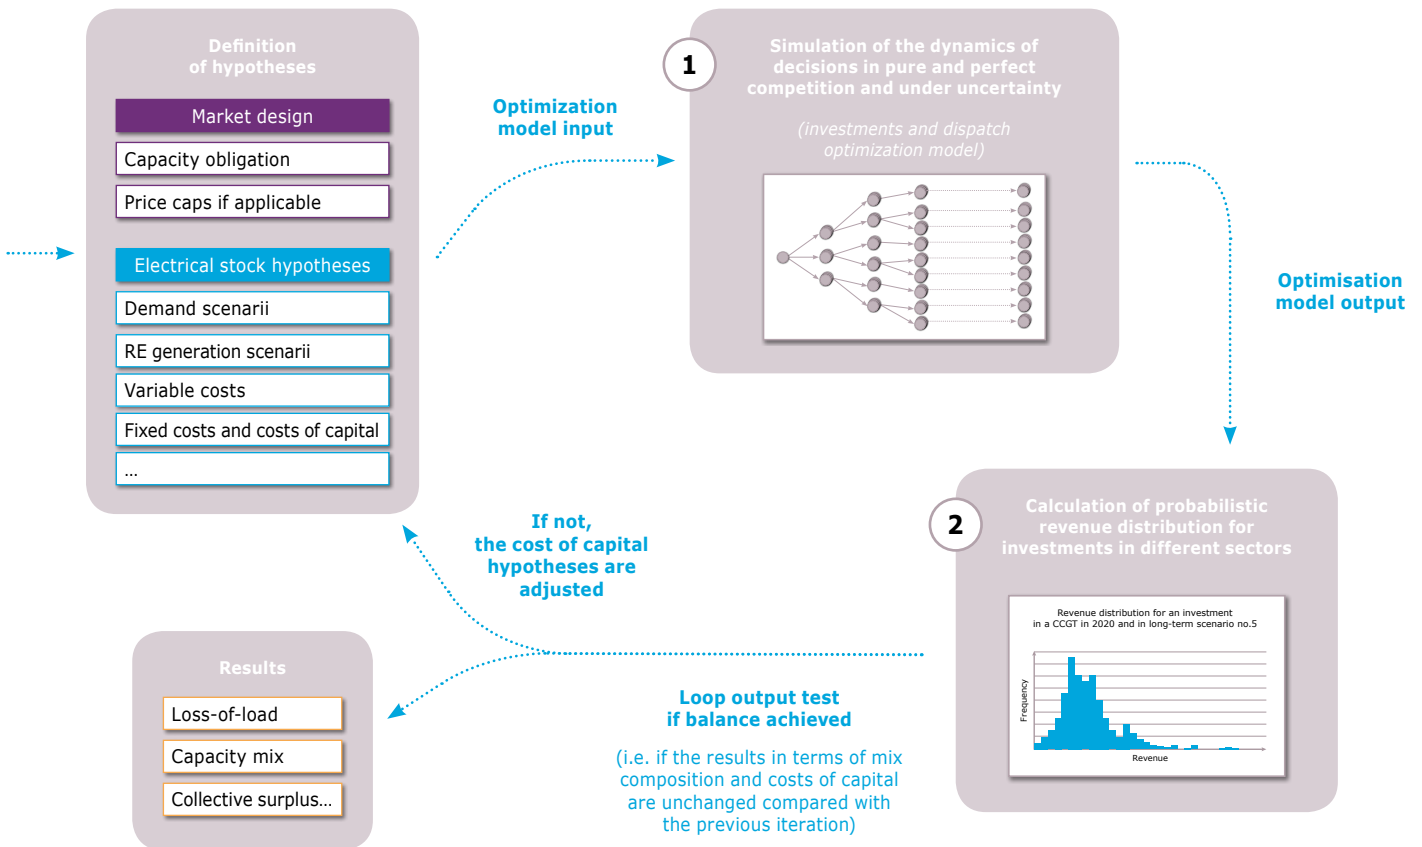 Definition
of hypotheses
Market design
Capacity obligation
Price caps if applicable
Electrical stock hypotheses
Demand scenarii
RE generation scenarii
Variable costs
Fixed costs and costs of capital
...
Optimization
model input
1
Simulation of the dynamics of
decisions in pure and perfect
competition and under uncertainty
(investments and dispatch
optimization model)
Optimisation
model output
2
Calculation of probabilistic
revenue distribution for
investments in different sectors
Revenue distribution for an investment
in a CCGT in 2020 and in long-term scenario no.5
Frequency
Revenue
If not,
the cost of capital
hypotheses are
adjusted
Loop output test
if balance achieved
(i.e. if the results in terms of mix
composition and costs of capital
are unchanged compared with
the previous iteration)
Results
Loss-of-load
Capacity mix
Collective surplus...